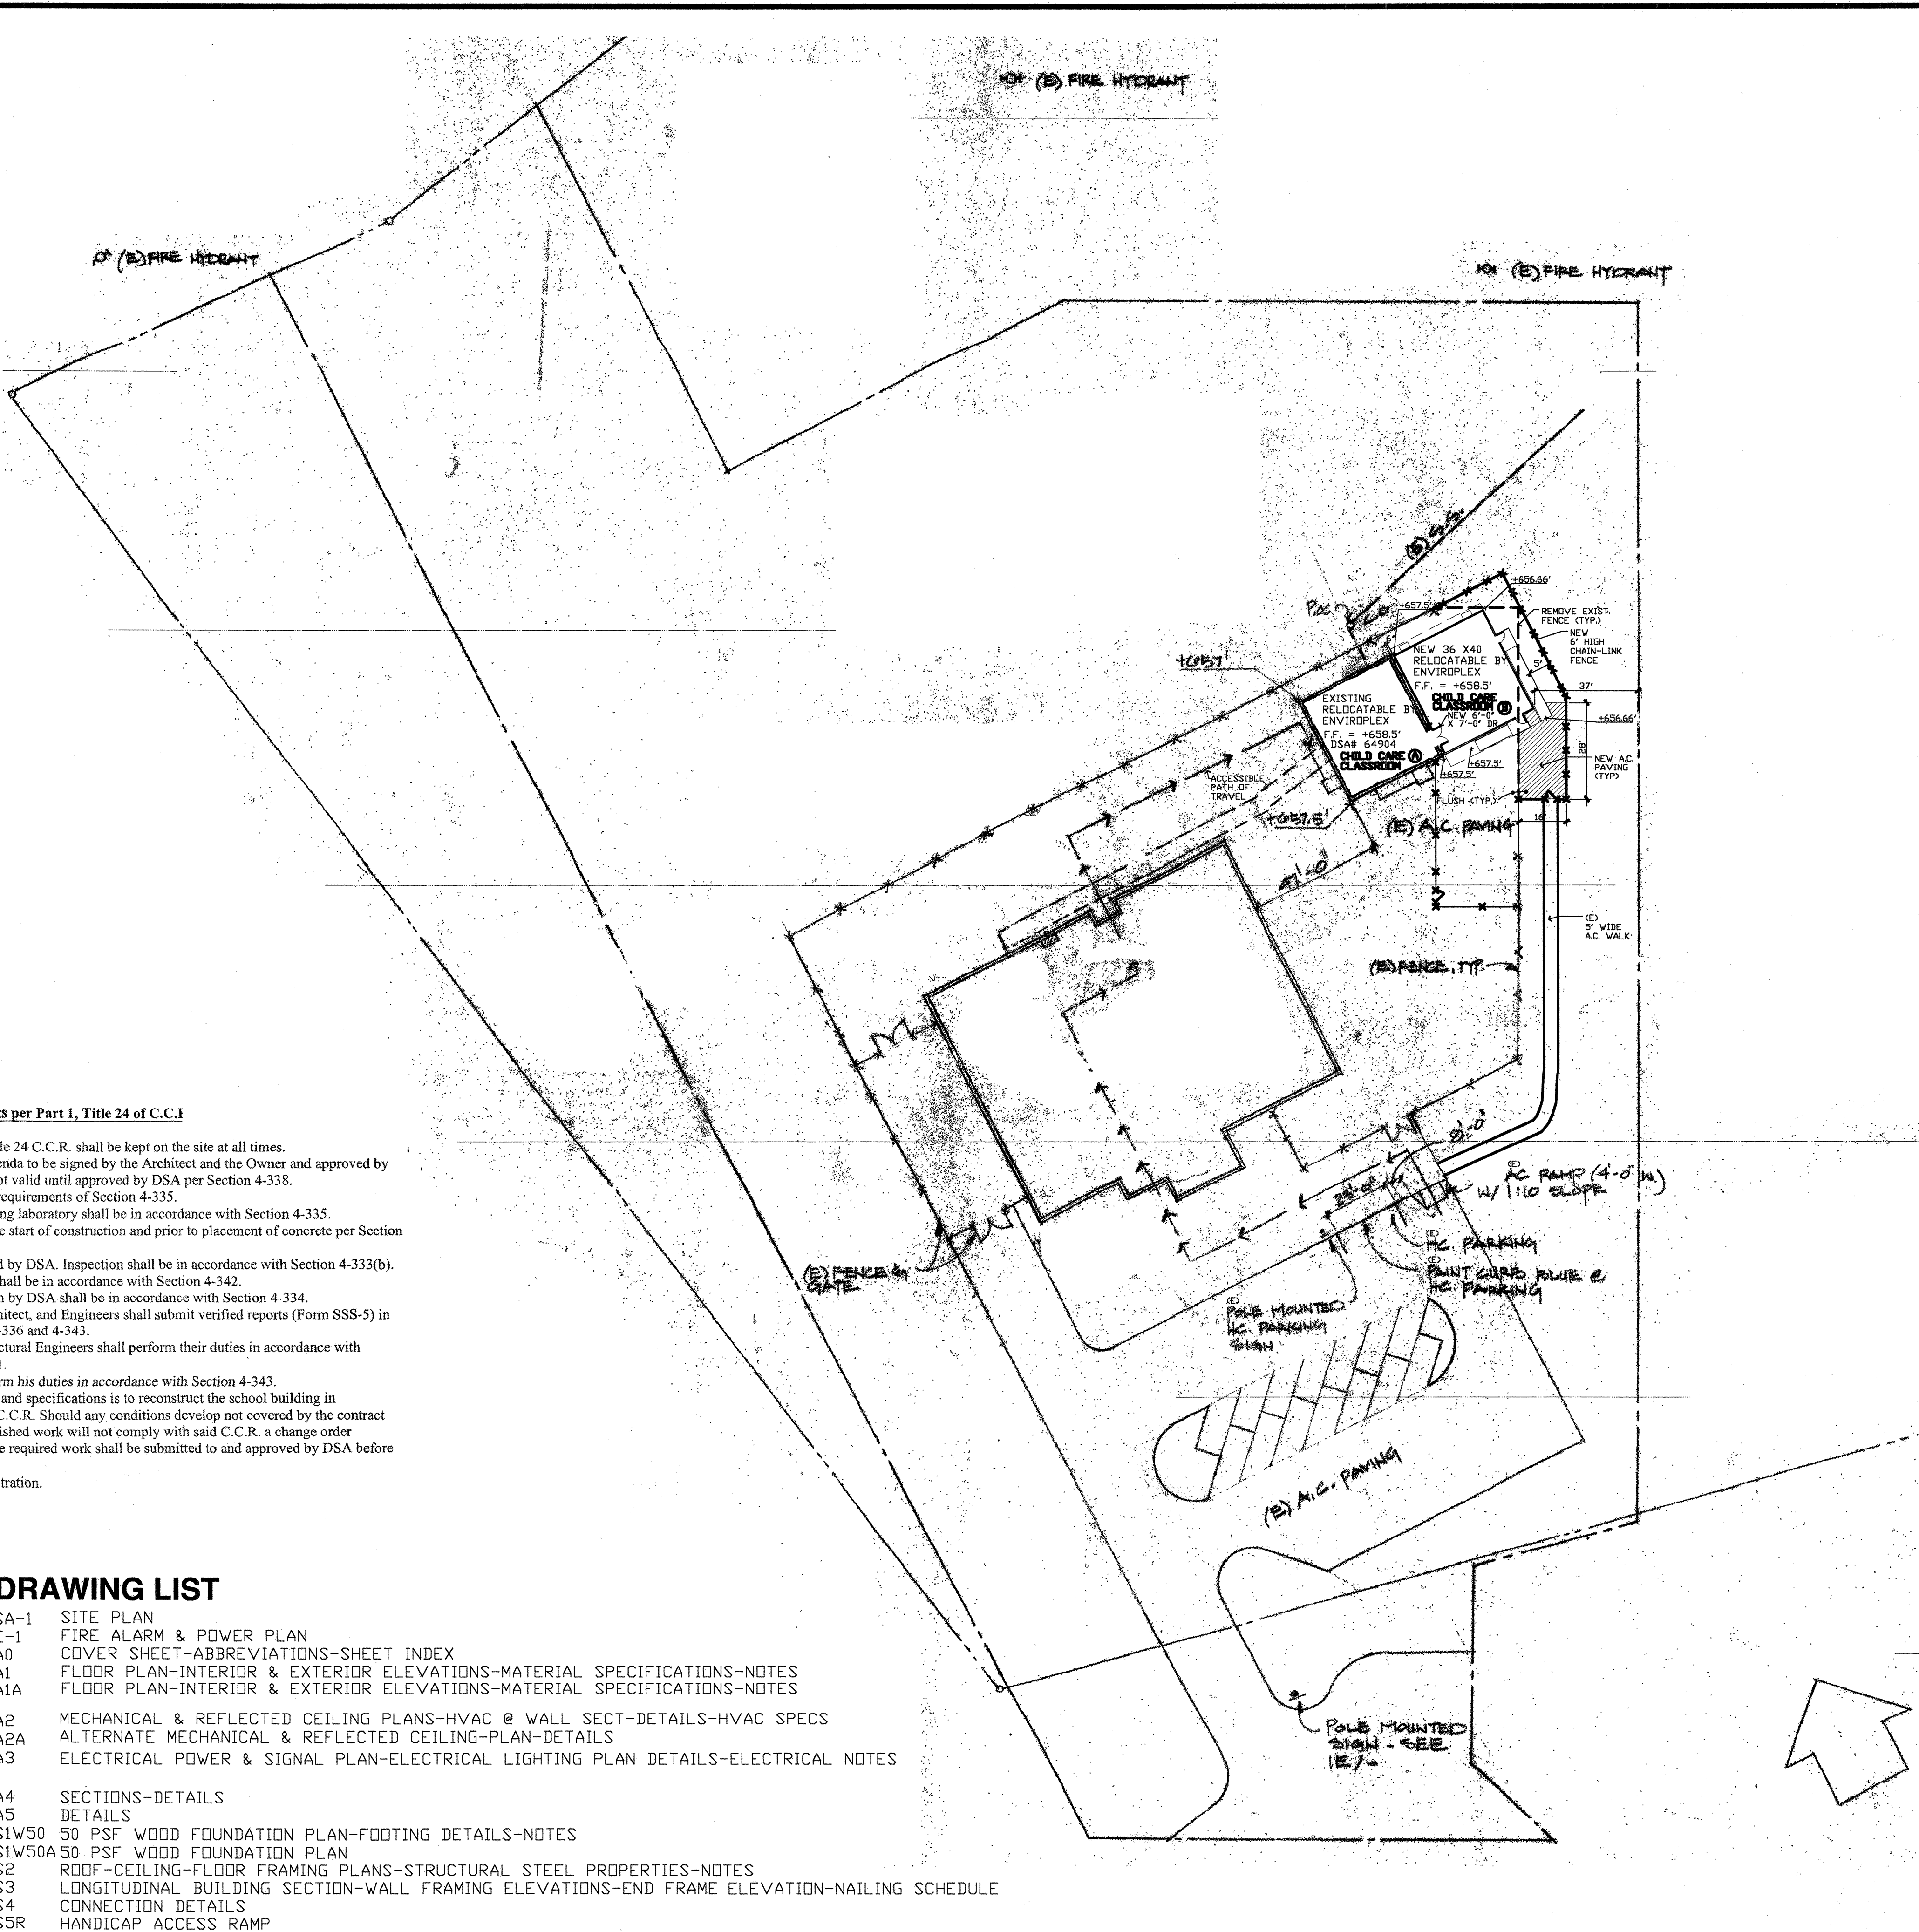 (E) FIRE HYDRANT
(E) FIRE HYDRANT
(E) FIRE HYDRANT
(E) S.S.
P.O.C.
+656.66'
+657.5'
REMOVE EXIST.
FENCE (TYP.)
NEW
6' HIGH
CHAIN-LINK
FENCE
5'
37'
+657'
NEW 36 X40
RELOCATABLE BY
ENVIROPLEX
F.F. = +658.5'
CHILD CARE
CLASSROOM B
NEW 6'-0"
X 7'-0" DR
EXISTING
RELOCATABLE BY
ENVIROPLEX
F.F. = +658.5'
DSA# 64904
CHILD CARE A
CLASSROOM
+656.66'
28'
NEW A.C.
PAVING
(TYP)
+657.5'
+657.5'
ACCESSIBLE
PATH OF
TRAVEL
FLUSH (TYP.)
16'
+657.5'
(E) A.C. PAVING
(E)
5' WIDE
A.C. WALK
(E) FENCE, TYP.
(E) AC RAMP (4'-0" W.)
W/ 1:10 SLOPE
(E)
HC. PARKING
(E)
PAINT CURB BLUE @
HC. PARKING
(E)
POLE MOUNTED
HC. PARKING
SIGN
(E) FENCE &
GATE
(E) A.C. PAVING
POLE MOUNTED
SIGN - SEE
ts per Part 1, Title 24 of C.C.R
le 24 C.C.R. shall be kept on the site at all times.
enda to be signed by the Architect and the Owner and approved by
ot valid until approved by DSA per Section 4-338.
requirements of Section 4-335.
ng laboratory shall be in accordance with Section 4-335.
e start of construction and prior to placement of concrete per Section
d by DSA. Inspection shall be in accordance with Section 4-333(b).
hall be in accordance with Section 4-342.
n by DSA shall be in accordance with Section 4-334.
hitect, and Engineers shall submit verified reports (Form SSS-5) in
-336 and 4-343.
ctural Engineers shall perform their duties in accordance with
rm his duties in accordance with Section 4-343.
and specifications is to reconstruct the school building in
C.C.R. Should any conditions develop not covered by the contract
ished work will not comply with said C.C.R. a change order
e required work shall be submitted to and approved by DSA before
tration.
DRAWING LIST
SA-1 SITE PLAN
E-1 FIRE ALARM & POWER PLAN
A0 COVER SHEET-ABBREVIATIONS-SHEET INDEX
A1 FLOOR PLAN-INTERIOR & EXTERIOR ELEVATIONS-MATERIAL SPECIFICATIONS-NOTES
A1A FLOOR PLAN-INTERIOR & EXTERIOR ELEVATIONS-MATERIAL SPECIFICATIONS-NOTES
A2 MECHANICAL & REFLECTED CEILING PLANS-HVAC @ WALL SECT-DETAILS-HVAC SPECS
A2A ALTERNATE MECHANICAL & REFLECTED CEILING-PLAN-DETAILS
A3 ELECTRICAL POWER & SIGNAL PLAN-ELECTRICAL LIGHTING PLAN DETAILS-ELECTRICAL NOTES
A4 SECTIONS-DETAILS
A5 DETAILS
S1W50 50 PSF WOOD FOUNDATION PLAN-FOOTING DETAILS-NOTES
S1W50A 50 PSF WOOD FOUNDATION PLAN
S2 ROOF-CEILING-FLOOR FRAMING PLANS-STRUCTURAL STEEL PROPERTIES-NOTES
S3 LONGITUDINAL BUILDING SECTION-WALL FRAMING ELEVATIONS-END FRAME ELEVATION-NAILING SCHEDULE
S4 CONNECTION DETAILS
S5R HANDICAP ACCESS RAMP